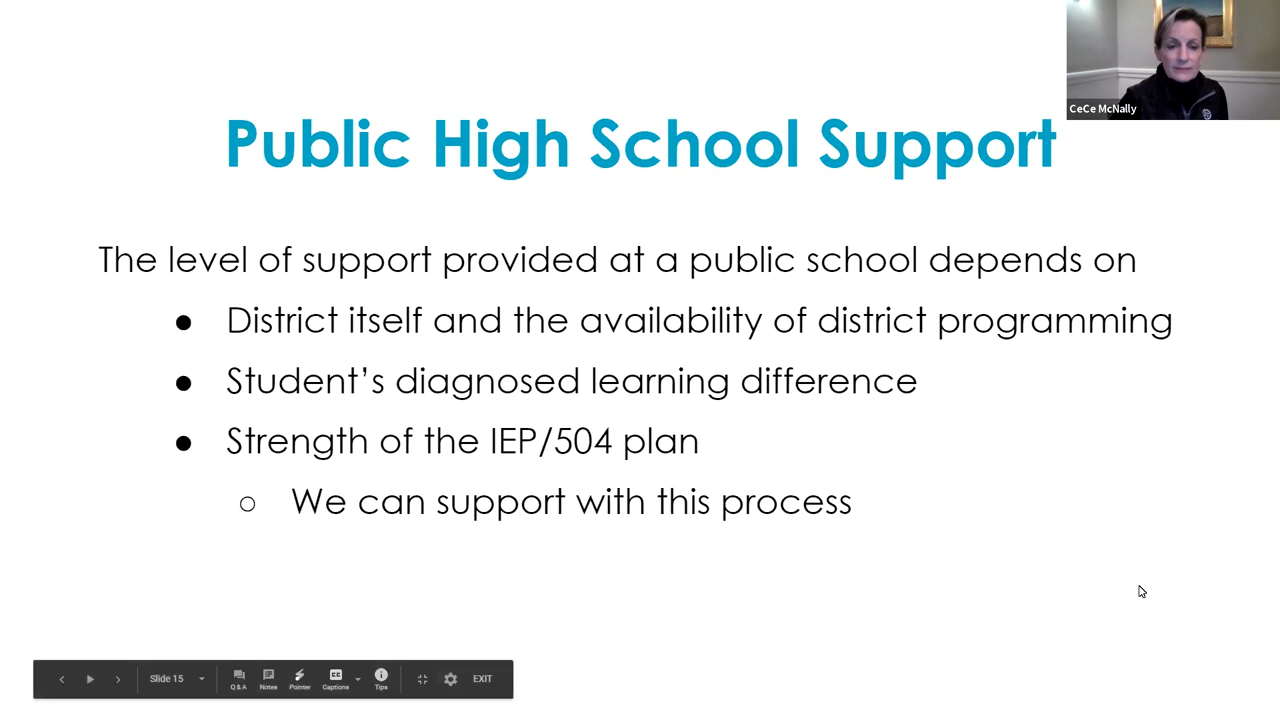 CeCe McNally
Public High School Support
The level of support provided at a public school depends on
● District itself and the availability of district programming
● Student’s diagnosed learning difference
● Strength of the IEP/504 plan
○ We can support with this process
Slide 15
Q & A
Notes
Pointer
CC
Captions
Tips
EXIT